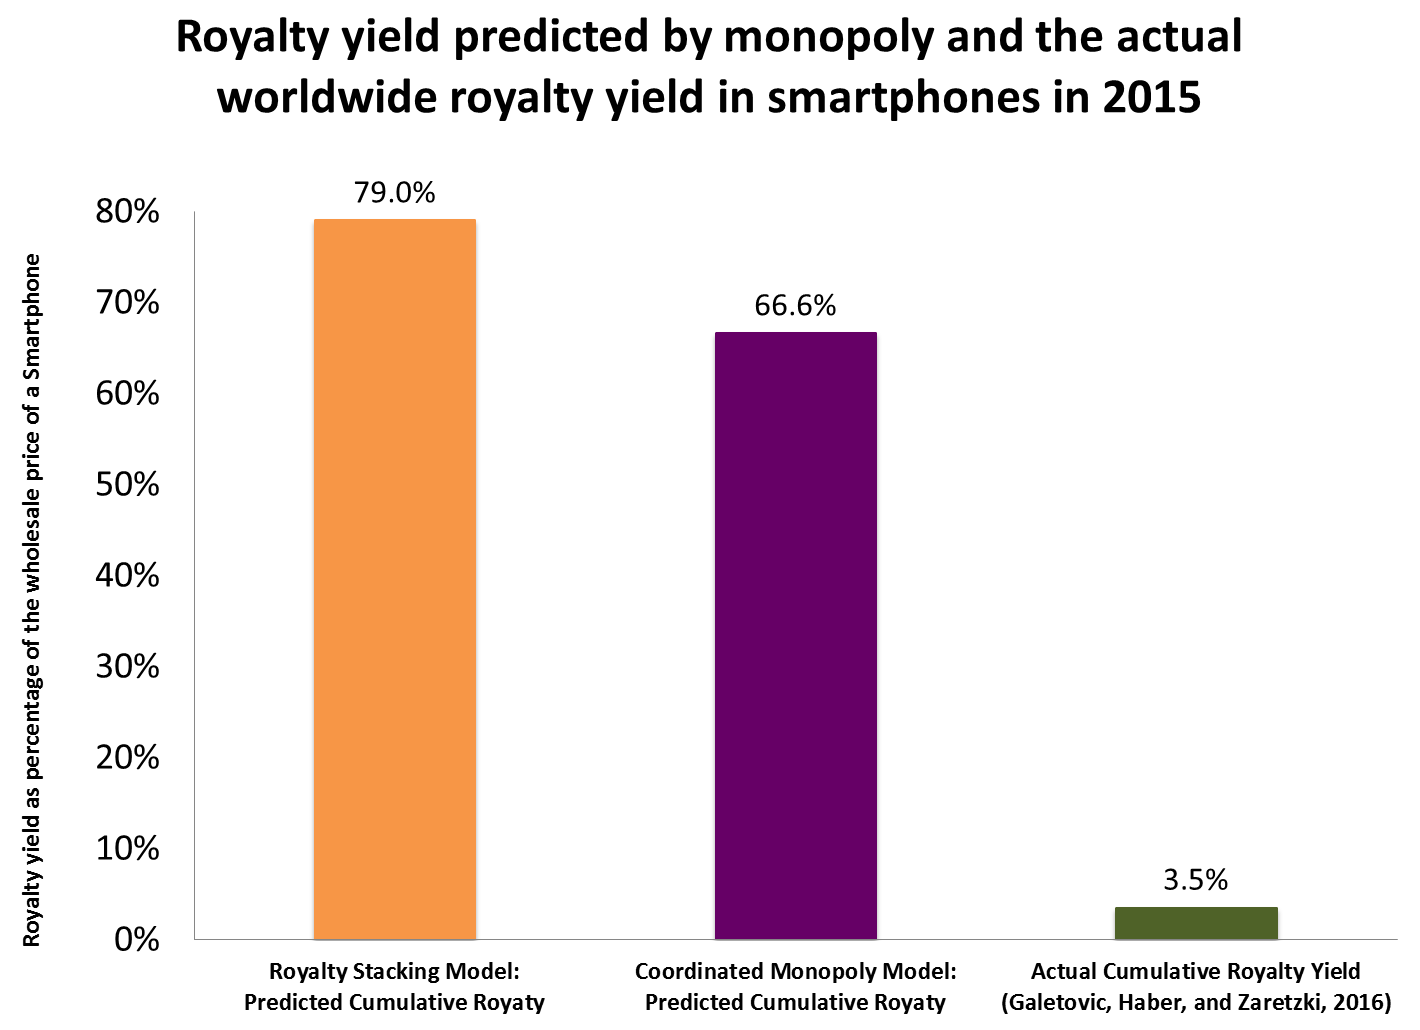 Royalty yield predicted by monopoly and the actual
worldwide royalty yield in smartphones in 2015
Royalty yield as percentage of the wholesale price of a Smartphone
80%
70%
60%
50%
40%
30%
20%
10%
0%
79.0%
66.6%
3.5%
Royalty Stacking Model:
Predicted Cumulative Royaty
Coordinated Monopoly Model:
Predicted Cumulative Royaty
Actual Cumulative Royalty Yield
(Galetovic, Haber, and Zaretzki, 2016)